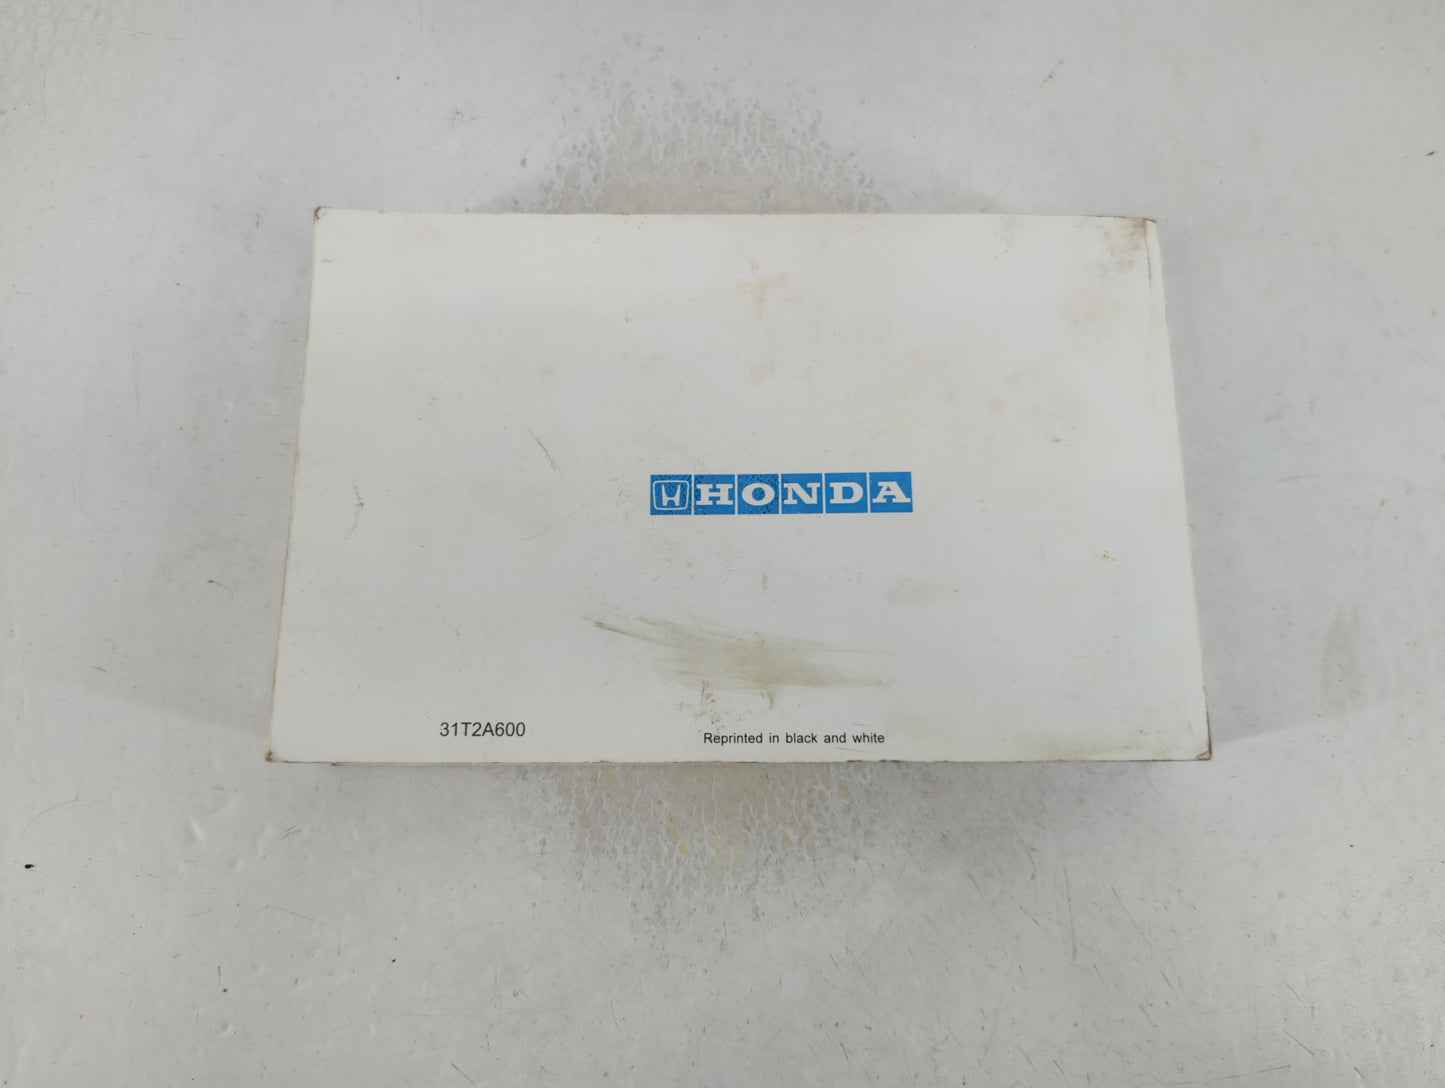 HONDA
31T2A600
Reprinted in black and white